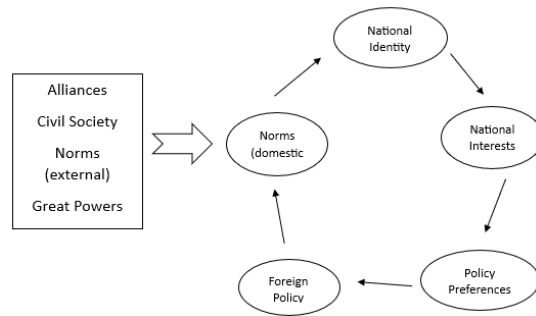 Alliances
Civil Society
Norms
(external)
Great Powers
National
Identity
Norms
(domestic
National
Interests
Foreign
Policy
Policy
Preferences